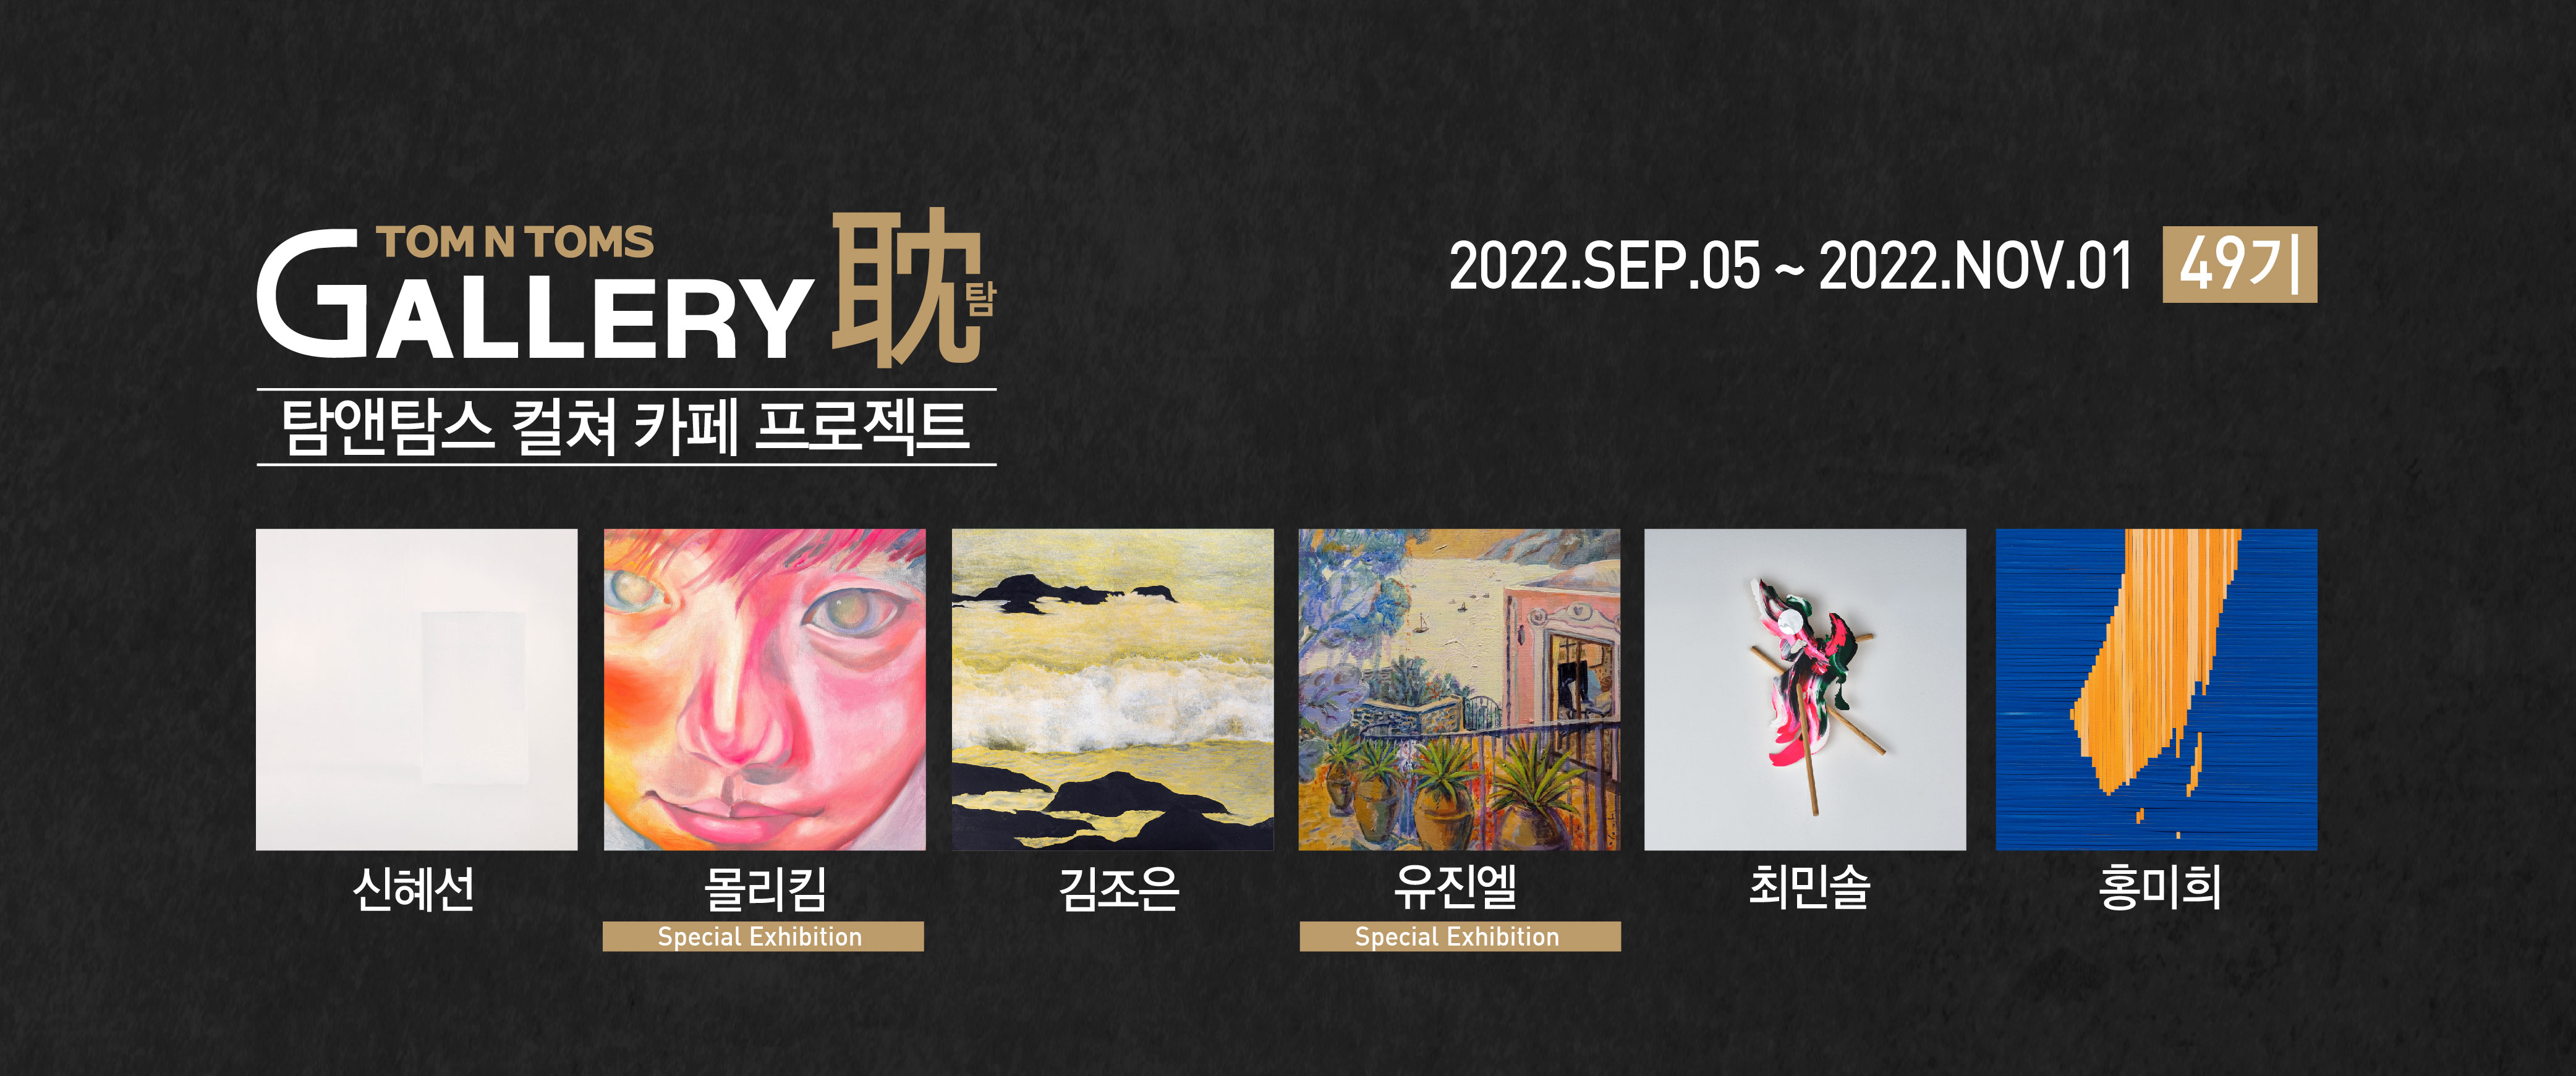 TOM N TOMS
GALLERY 耽 탐
탐앤탐스 컬쳐 카페 프로젝트
2022.SEP.05 ~ 2022.NOV.01 49기
신혜선
몰리킴
Special Exhibition
김조은
유진엘
Special Exhibition
최민솔
홍미희